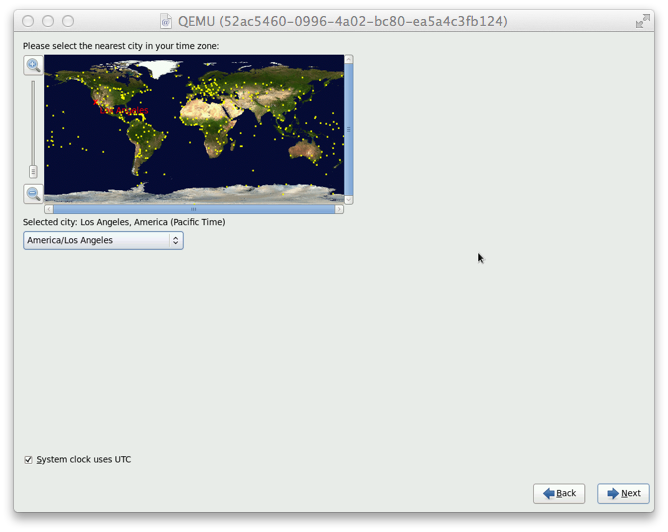 QEMU (52ac5460-0996-4a02-bc80-ea5a4c3fb124)
Please select the nearest city in your time zone:
Los Angeles
Selected city: Los Angeles, America (Pacific Time)
America/Los Angeles
System clock uses UTC
Back
Next